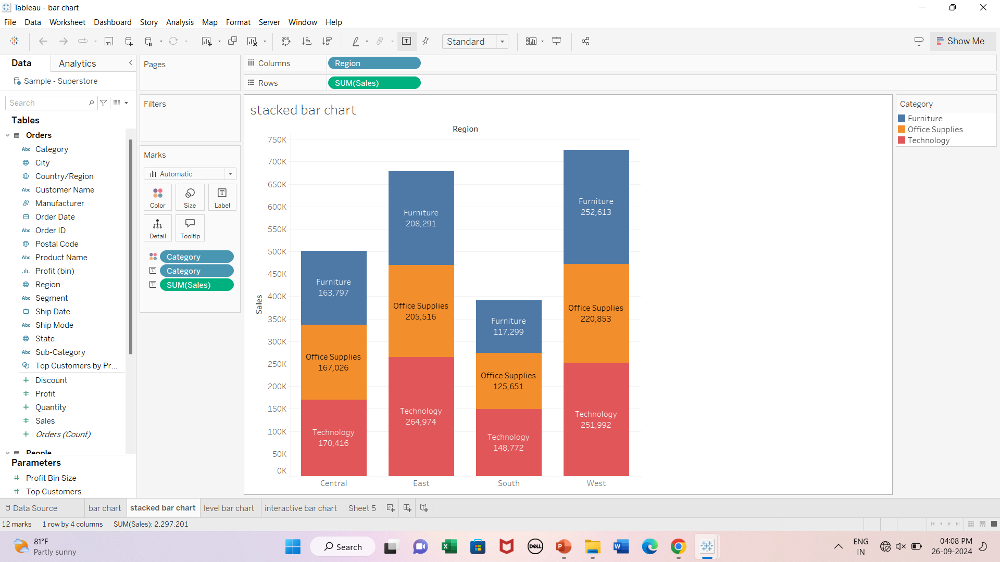 Tableau - bar chart
File Data Worksheet Dashboard Story Analysis Map Format Server Window Help
Standard
Show Me
Data Analytics
Sample - Superstore
Search
Tables
Orders
Abc Category
City
Country/Region
Abc Customer Name
Manufacturer
Order Date
Abc Order ID
Postal Code
Abc Product Name
Profit (bin)
Region
Abc Segment
Ship Date
Abc Ship Mode
State
Abc Sub-Category
Top Customers by Pr...
# Discount
# Profit
# Quantity
# Sales
# Orders (Count)
People
Parameters
# Profit Bin Size
# Top Customers
Pages
Filters
Marks
Automatic
Color Size Label
Detail Tooltip
Category
Category
SUM(Sales)
Columns Region
Rows SUM(Sales)
stacked bar chart
Region
Sales
750K
700K
650K
600K
550K
500K
450K
400K
350K
300K
250K
200K
150K
100K
50K
0K
Furniture
163,797
Office Supplies
167,026
Technology
170,416
Furniture
208,291
Office Supplies
205,516
Technology
264,974
Furniture
117,299
Office Supplies
125,651
Technology
148,772
Furniture
252,613
Office Supplies
220,853
Technology
251,992
Central East South West
Category
Furniture
Office Supplies
Technology
Data Source bar chart stacked bar chart level bar chart interactive bar chart Sheet 5
12 marks 1 row by 4 columns SUM(Sales): 2,297,201
81°F
Partly sunny
Search
DELL
ENG
IN
04:08 PM
26-09-2024